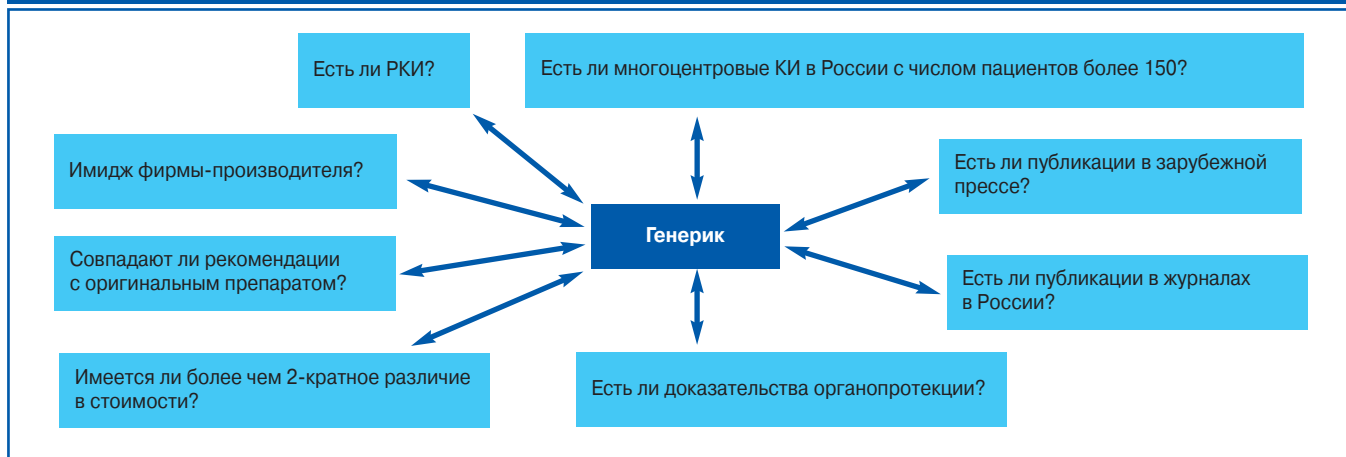 Есть ли РКИ?
Есть ли многоцентровые КИ в России с числом пациентов более 150?
Имидж фирмы-производителя?
Есть ли публикации в зарубежной
прессе?
Генерик
Совпадают ли рекомендации
с оригинальным препаратом?
Есть ли публикации в журналах
в России?
Имеется ли более чем 2-кратное различие
в стоимости?
Есть ли доказательства органопротекции?